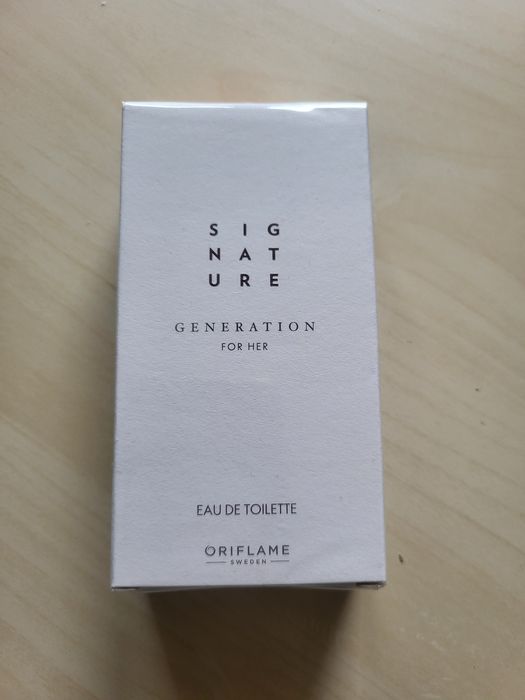 SIG
NAT
URE
GENERATION
FOR HER
EAU DE TOILETTE
ORIFLAME
SWEDEN